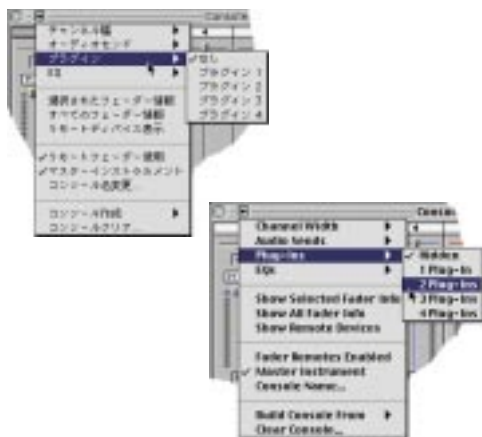 Console
チャンネル幅
オーディオセンド
プラグイン
EQ
選択されたフェーダー情報
すべてのフェーダー情報
リモートディバイス表示
リモートフェーダー使用
マスターインストゥルメント
コンソール名変更...
コンソール作成
コンソールクリア...
4
なし
プラグイン 1
プラグイン 2
プラグイン 3
プラグイン 4
Console
Channel Width
Audio Sends
Plug-Ins
EQs
Show Selected Fader Info
Show All Fader Info
Show Remote Devices
Fader Remotes Enabled
Master Instrument
Console Name...
Build Console From
Clear Console...
4
Hidden
1 Plug-In
2 Plug-Ins
3 Plug-Ins
4 Plug-Ins